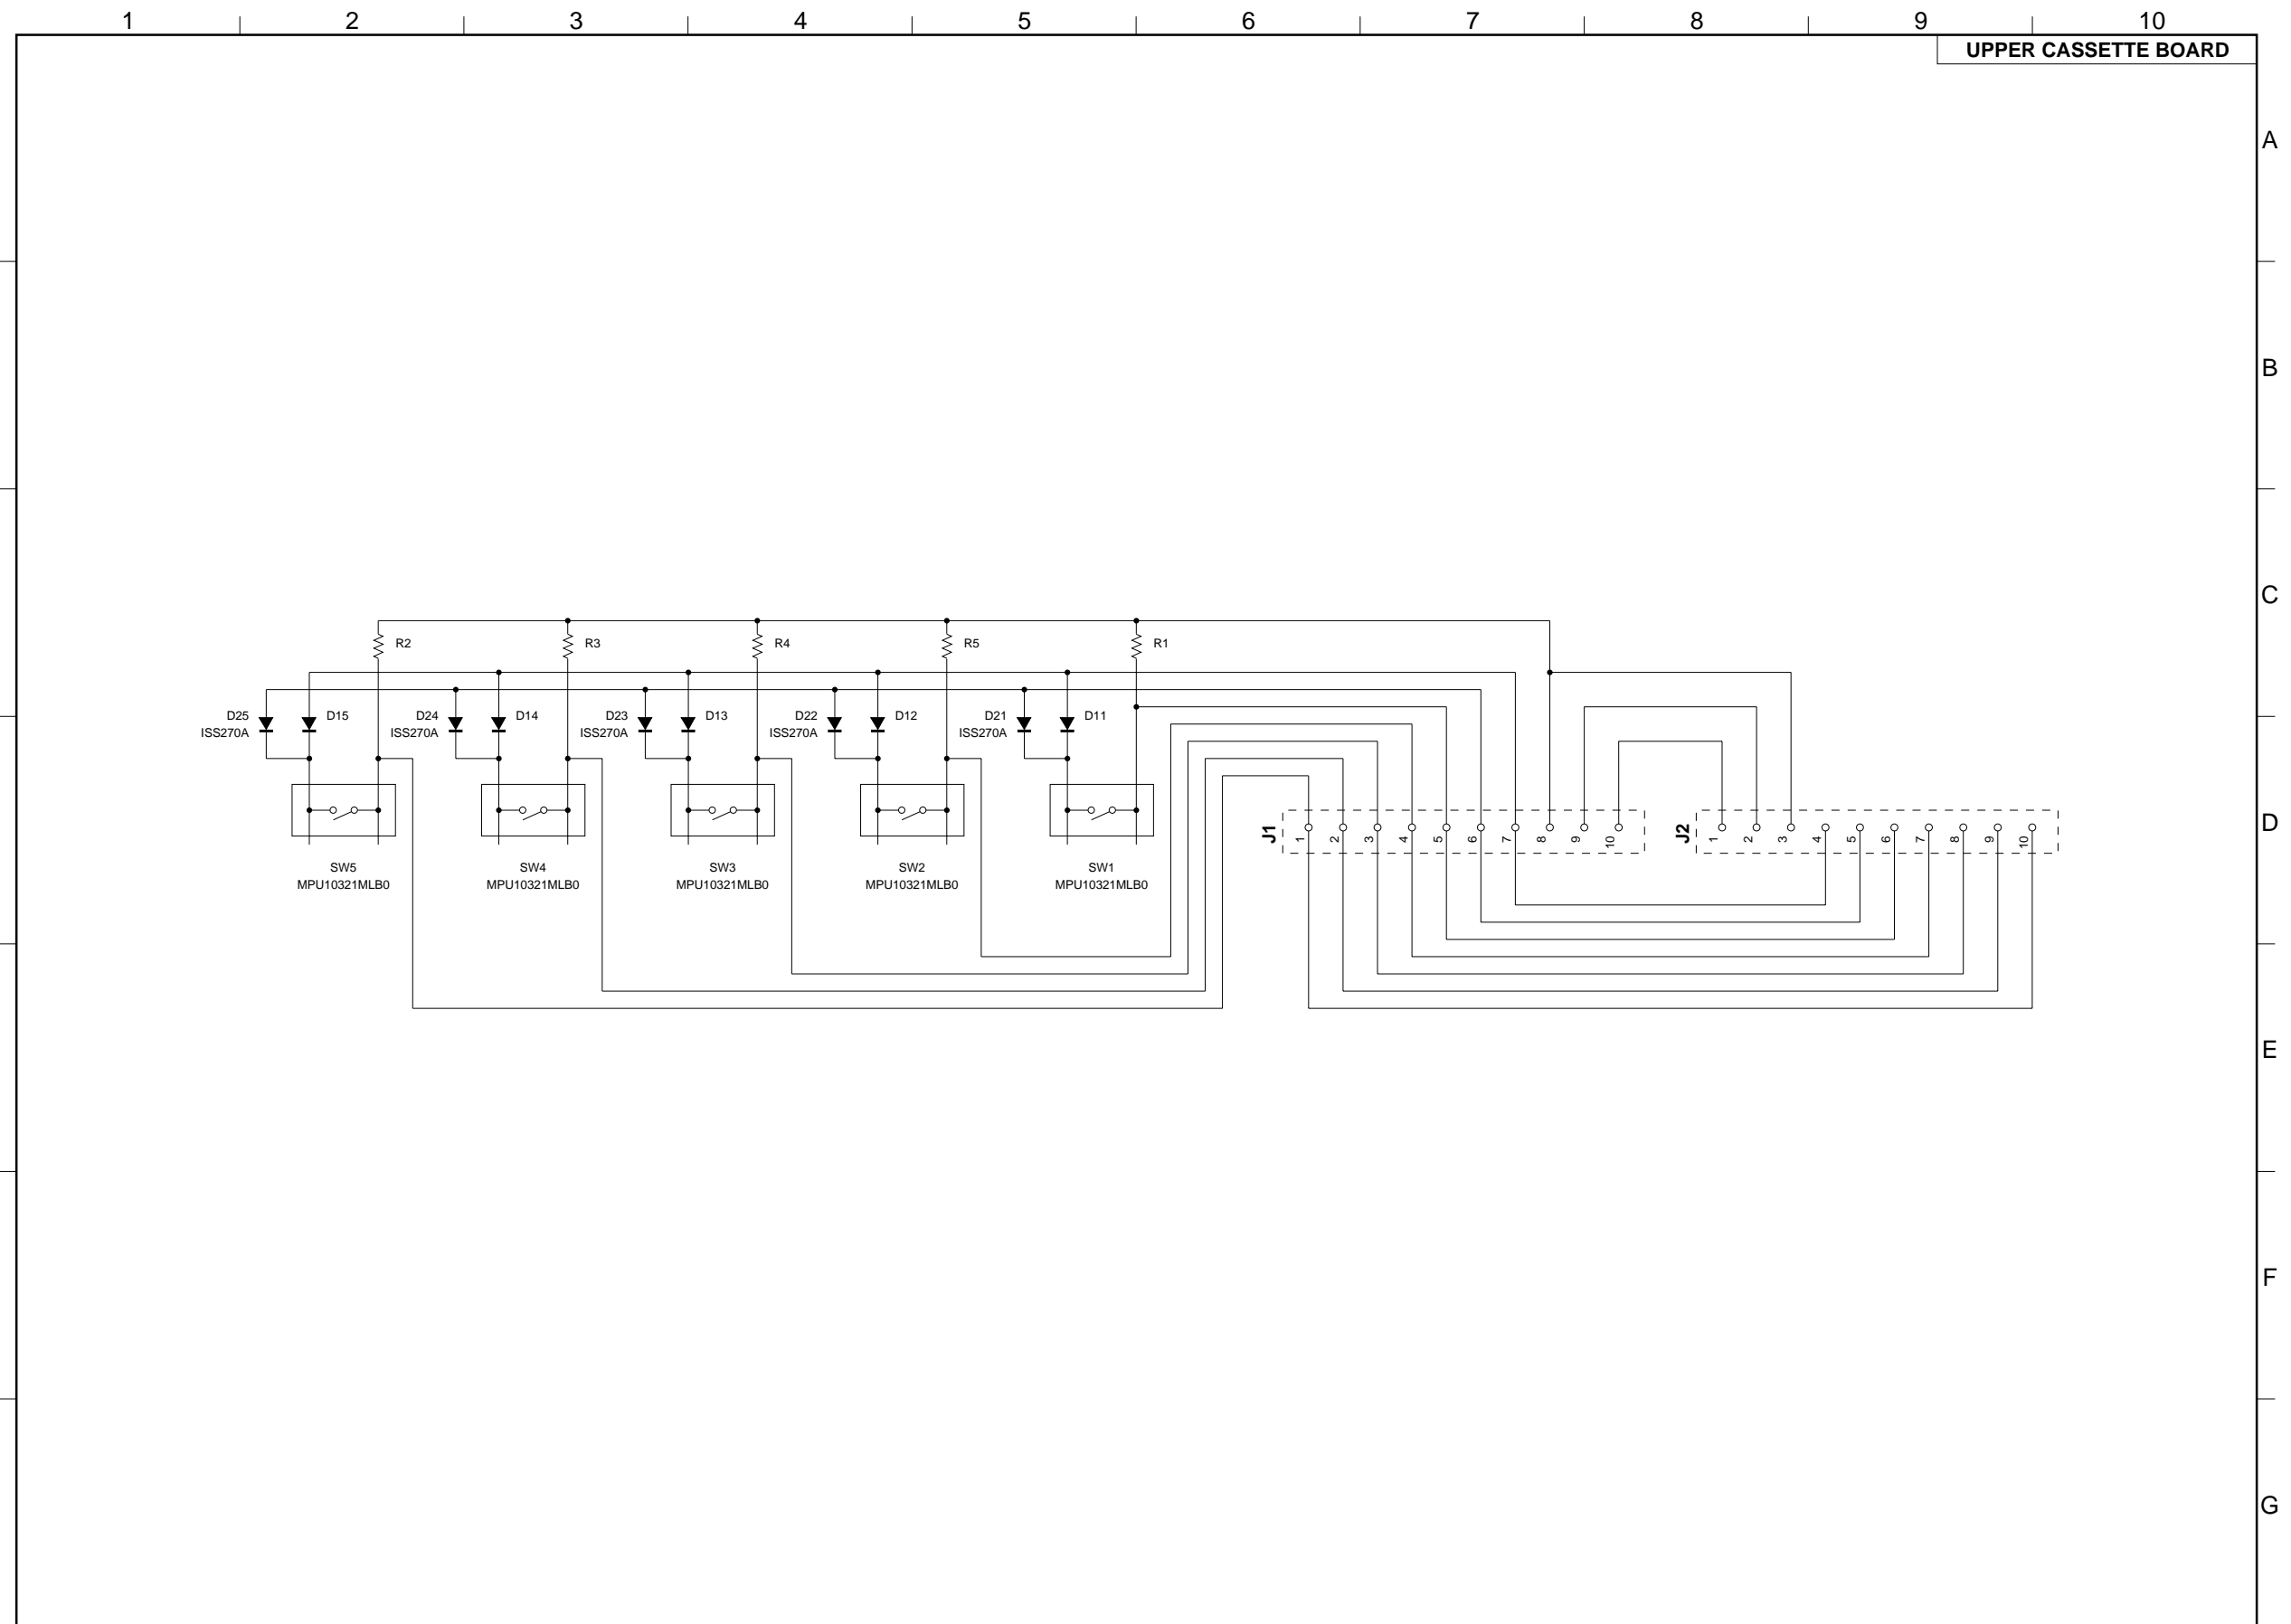 1 2 3 4 5 6 7 8 9 10
UPPER CASSETTE BOARD
A
B
C
R2 R3 R4 R5 R1
D25 D15 D24 D14 D23 D13 D22 D12 D21 D11
ISS270A ISS270A ISS270A ISS270A ISS270A
D
J1 1 2 3 4 5 6 7 8 9 10
J2 1 2 3 4 5 6 7 8 9 10
SW5 SW4 SW3 SW2 SW1
MPU10321MLB0 MPU10321MLB0 MPU10321MLB0 MPU10321MLB0 MPU10321MLB0
E
F
G